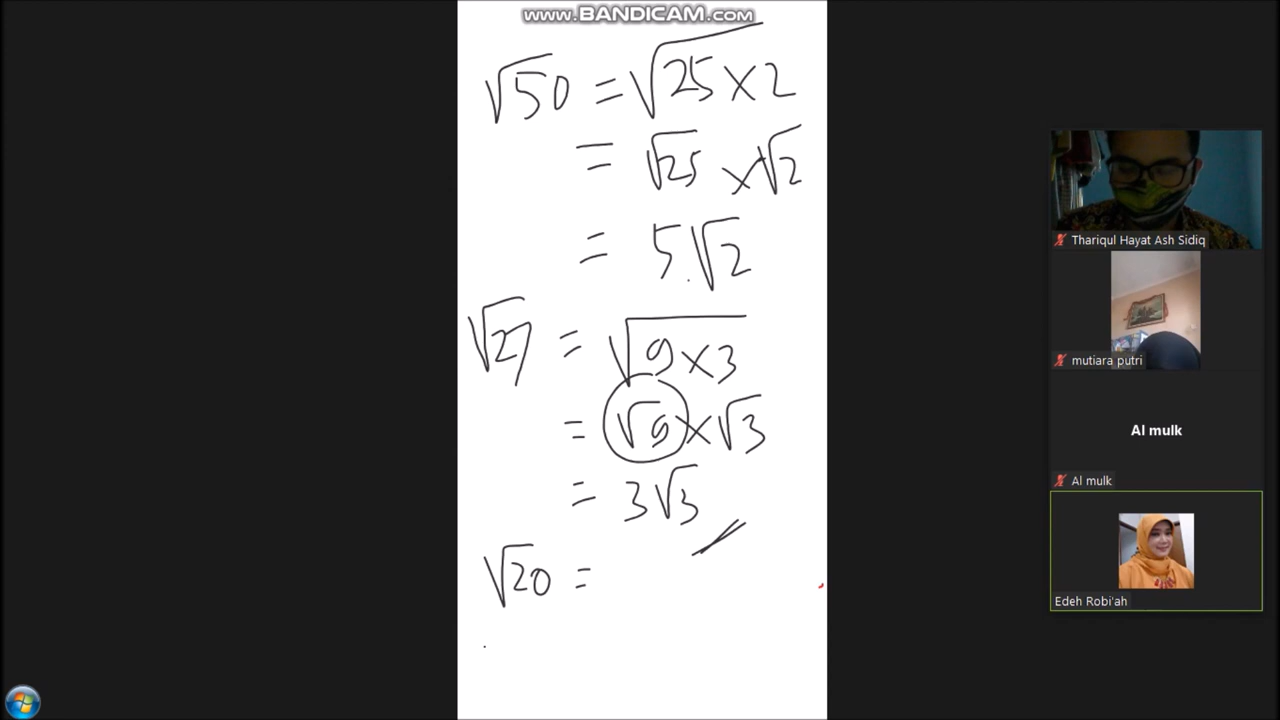 www.BANDICAM.com
√50 = √25 × 2
= √25 × √2
= 5√2
√27 = √9 × 3
= √9 × √3
= 3√3
√20 =
Thariqul Hayat Ash Sidiq
mutiara putri
Al mulk
Al mulk
Edeh Robi'ah